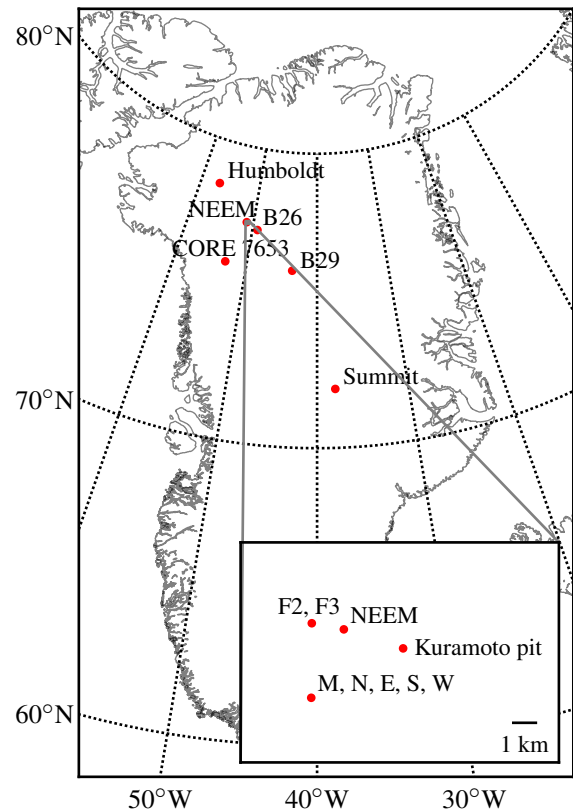 80°N
Humboldt
NEEM
B26
CORE 7653
B29
Summit
70°N
F2, F3
NEEM
Kuramoto pit
M, N, E, S, W
60°N
1 km
50°W
40°W
30°W